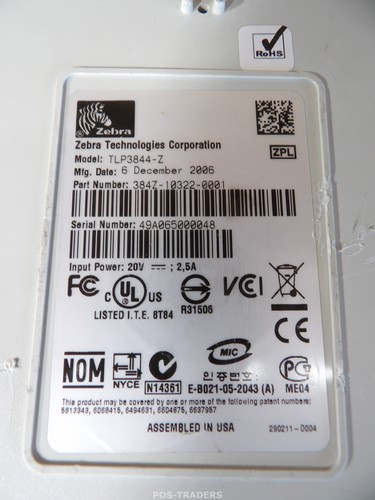 RoHS
Zebra
ZPL
Zebra Technologies Corporation
Model: TLP3844-Z
Mfg. Date: 6 December 2006
Part Number: 384Z-10322-0001
Serial Number: 49A065000048
Input Power: 20V ⎓ ; 2,5A
FC C UL US VCCI
R31506
LISTED I.T.E. 8T84
CE
NOM NYCE N14361 MIC
E-B021-05-2043 (A) ME04
This product may be covered by one or more of the following patent numbers:
5813343, 6068415, 6494631, 6604875, 6637957
ASSEMBLED IN USA
290211-0004
POS-TRADERS